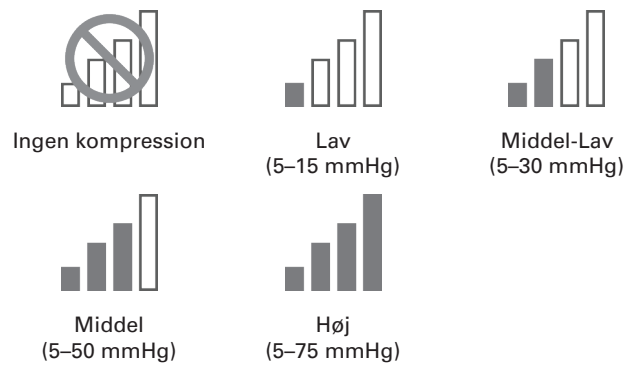 Ingen kompression
Lav
(5–15 mmHg)
Middel-Lav
(5–30 mmHg)
Middel
(5–50 mmHg)
Høj
(5–75 mmHg)